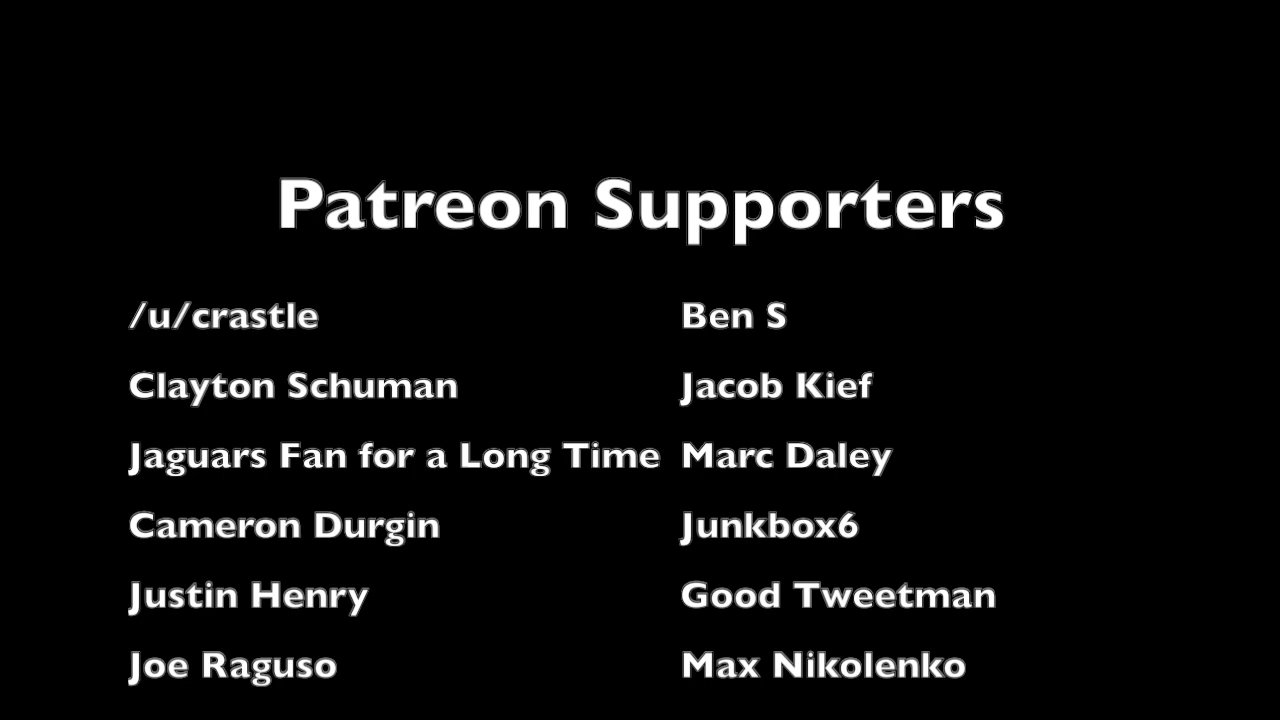 Patreon Supporters
/u/crastle
Ben S
Clayton Schuman
Jacob Kief
Jaguars Fan for a Long Time
Marc Daley
Cameron Durgin
Junkbox6
Justin Henry
Good Tweetman
Joe Raguso
Max Nikolenko